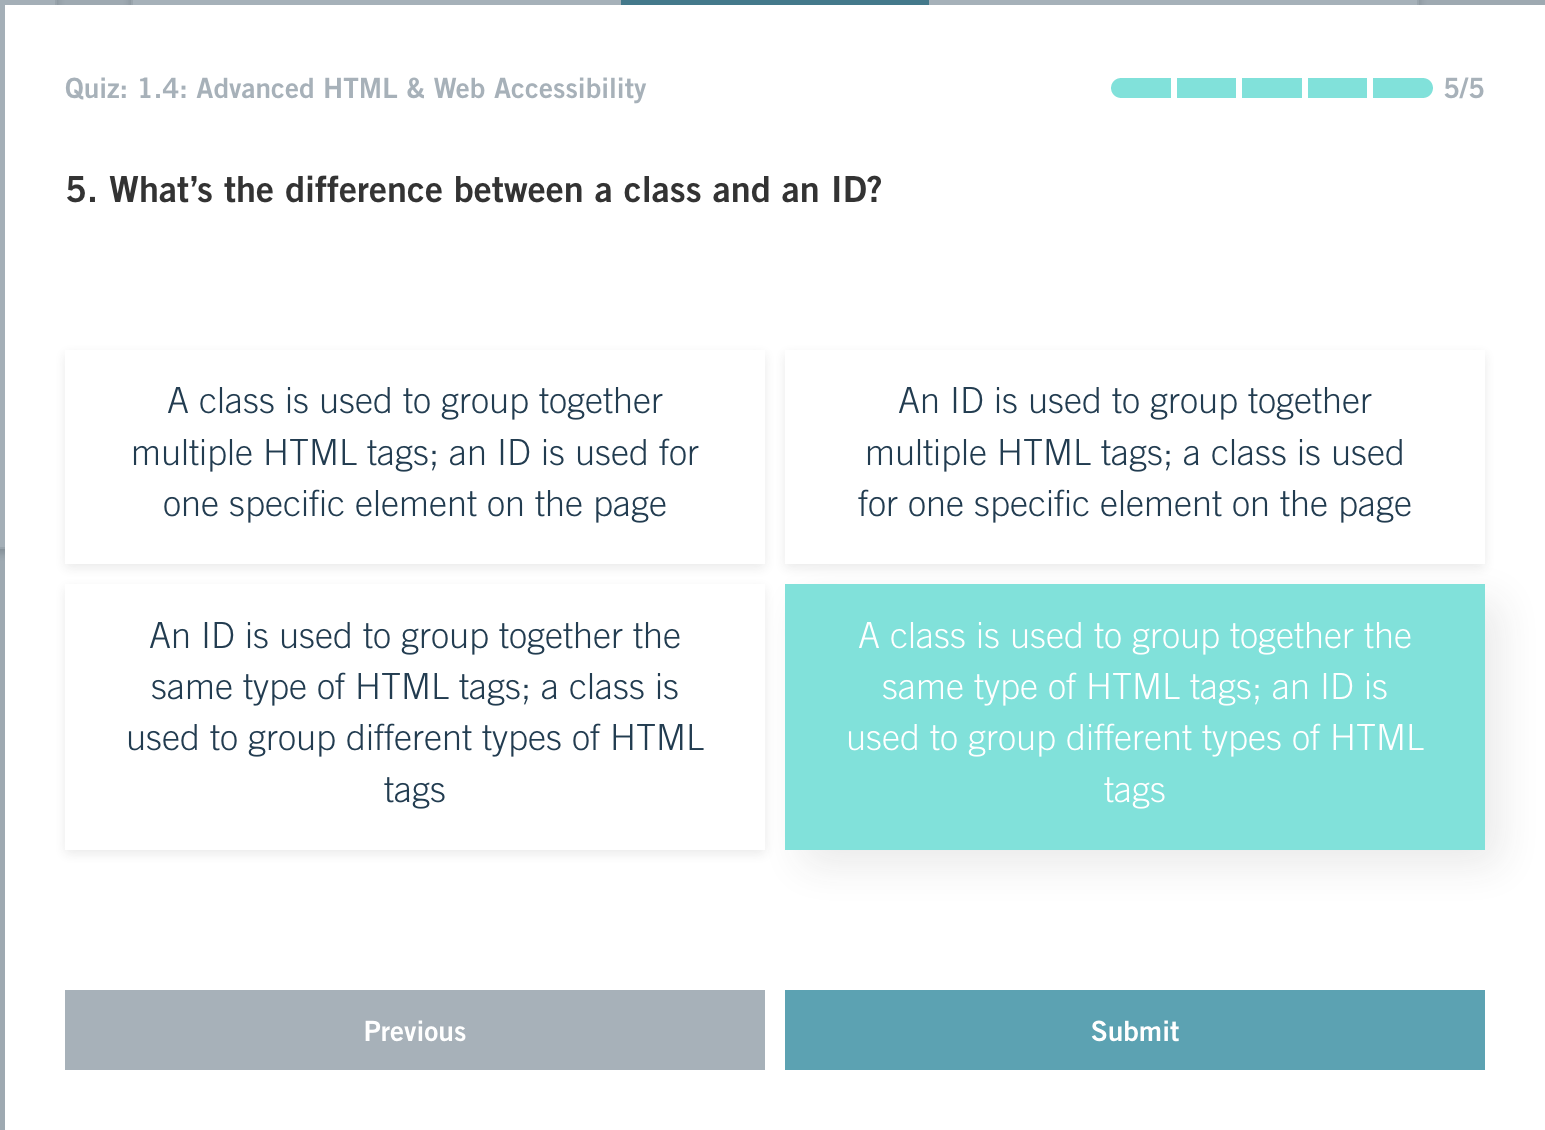 Quiz: 1.4: Advanced HTML & Web Accessibility
5/5
5. What’s the difference between a class and an ID?
A class is used to group together
multiple HTML tags; an ID is used for
one specific element on the page
An ID is used to group together
multiple HTML tags; a class is used
for one specific element on the page
An ID is used to group together the
same type of HTML tags; a class is
used to group different types of HTML
tags
A class is used to group together the
same type of HTML tags; an ID is
used to group different types of HTML
tags
Previous
Submit